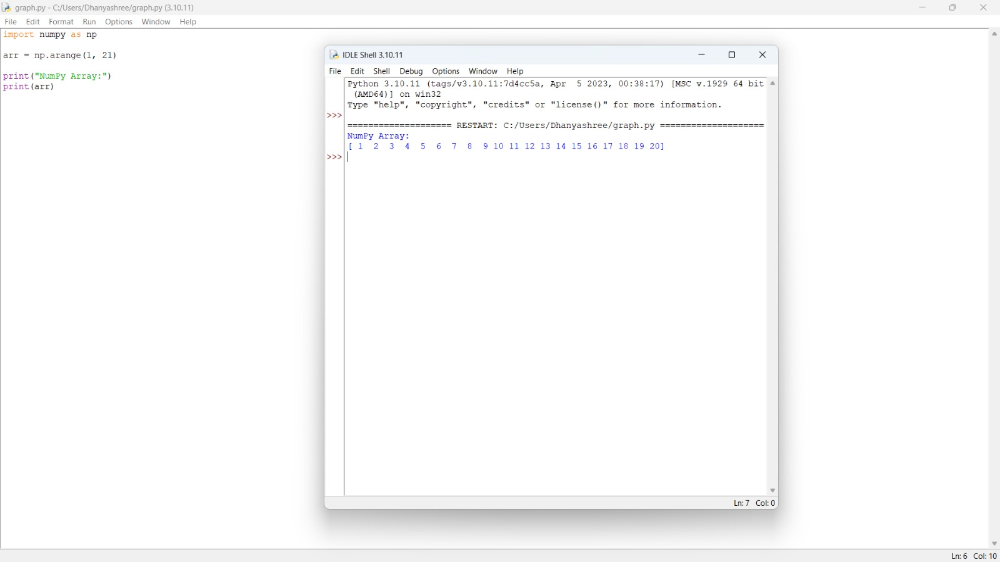 graph.py - C:/Users/Dhanyashree/graph.py (3.10.11)
File Edit Format Run Options Window Help
import numpy as np
arr = np.arange(1, 21)
print("NumPy Array:")
print(arr)
IDLE Shell 3.10.11
File Edit Shell Debug Options Window Help
Python 3.10.11 (tags/v3.10.11:7d4cc5a, Apr  5 2023, 00:38:17) [MSC v.1929 64 bit
(AMD64)] on win32
Type "help", "copyright", "credits" or "license()" for more information.
>>>
==================== RESTART: C:/Users/Dhanyashree/graph.py ====================
NumPy Array:
[ 1  2  3  4  5  6  7  8  9 10 11 12 13 14 15 16 17 18 19 20]
>>>
Ln: 7 Col: 0
Ln: 6 Col: 10